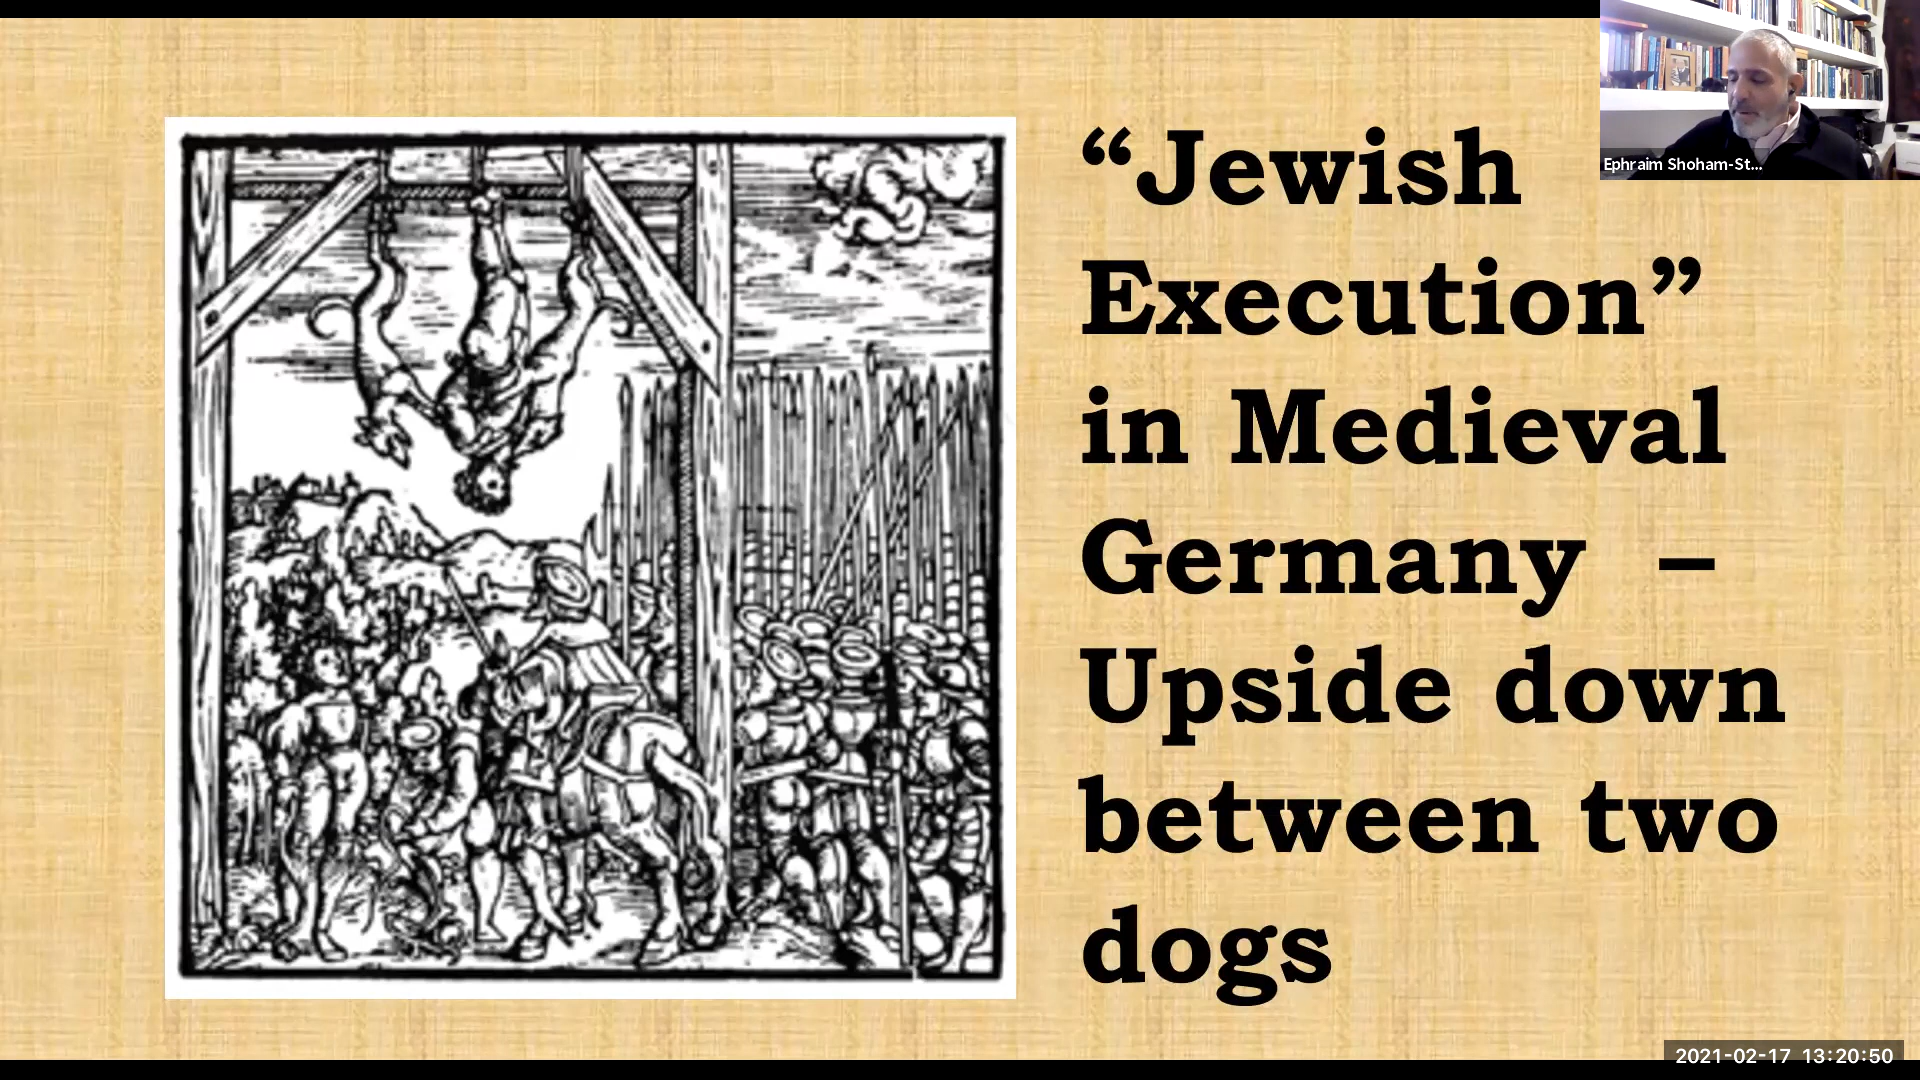 “Jewish
Execution”
in Medieval
Germany –
Upside down
between two
dogs
Ephraim Shoham-St...
2021-02-17 13:20:50